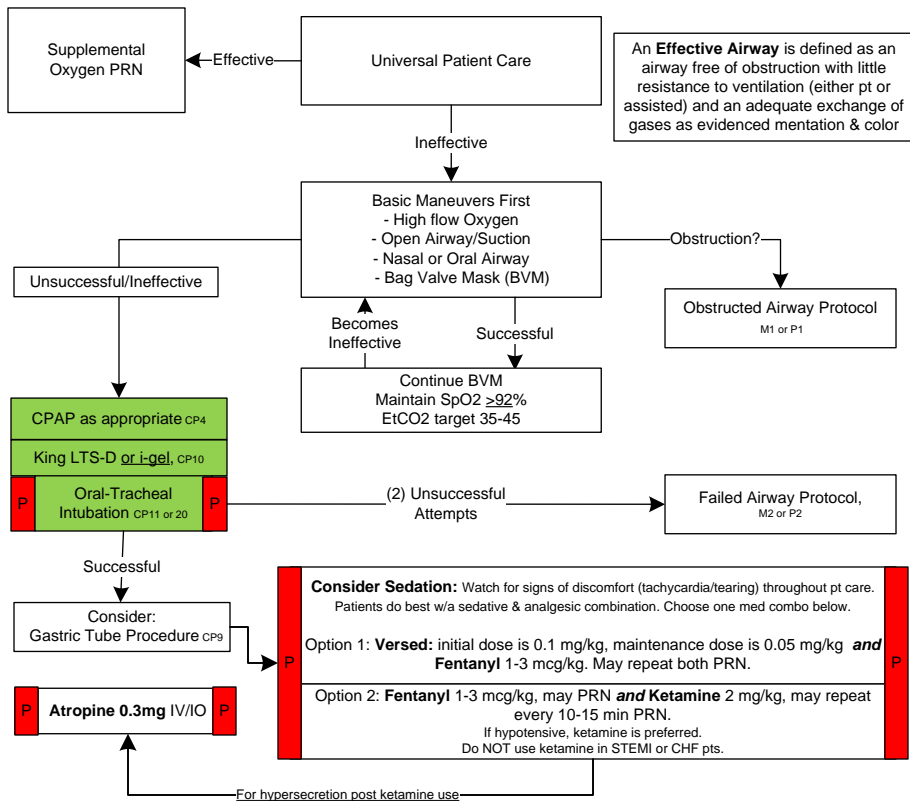 Supplemental
Oxygen PRN
Effective
Universal Patient Care
An Effective Airway is defined as an
airway free of obstruction with little
resistance to ventilation (either pt or
assisted) and an adequate exchange of
gases as evidenced mentation & color
Ineffective
Basic Maneuvers First
- High flow Oxygen
- Open Airway/Suction
- Nasal or Oral Airway
- Bag Valve Mask (BVM)
Obstruction?
Unsuccessful/Ineffective
Obstructed Airway Protocol
M1 or P1
Becomes
Ineffective
Successful
Continue BVM
Maintain SpO2 >92%
EtCO2 target 35-45
CPAP as appropriate CP4
King LTS-D or i-gel, CP10
P
Oral-Tracheal
Intubation CP11 or 20
P
(2) Unsuccessful
Attempts
Failed Airway Protocol,
M2 or P2
Successful
Consider:
Gastric Tube Procedure CP9
P
Consider Sedation: Watch for signs of discomfort (tachycardia/tearing) throughout pt care.
Patients do best w/a sedative & analgesic combination. Choose one med combo below.
Option 1: Versed: initial dose is 0.1 mg/kg, maintenance dose is 0.05 mg/kg and
Fentanyl 1-3 mcg/kg. May repeat both PRN.
Option 2: Fentanyl 1-3 mcg/kg, may PRN and Ketamine 2 mg/kg, may repeat
every 10-15 min PRN.
If hypotensive, ketamine is preferred.
Do NOT use ketamine in STEMI or CHF pts.
P
P
Atropine 0.3mg IV/IO
P
For hypersecretion post ketamine use